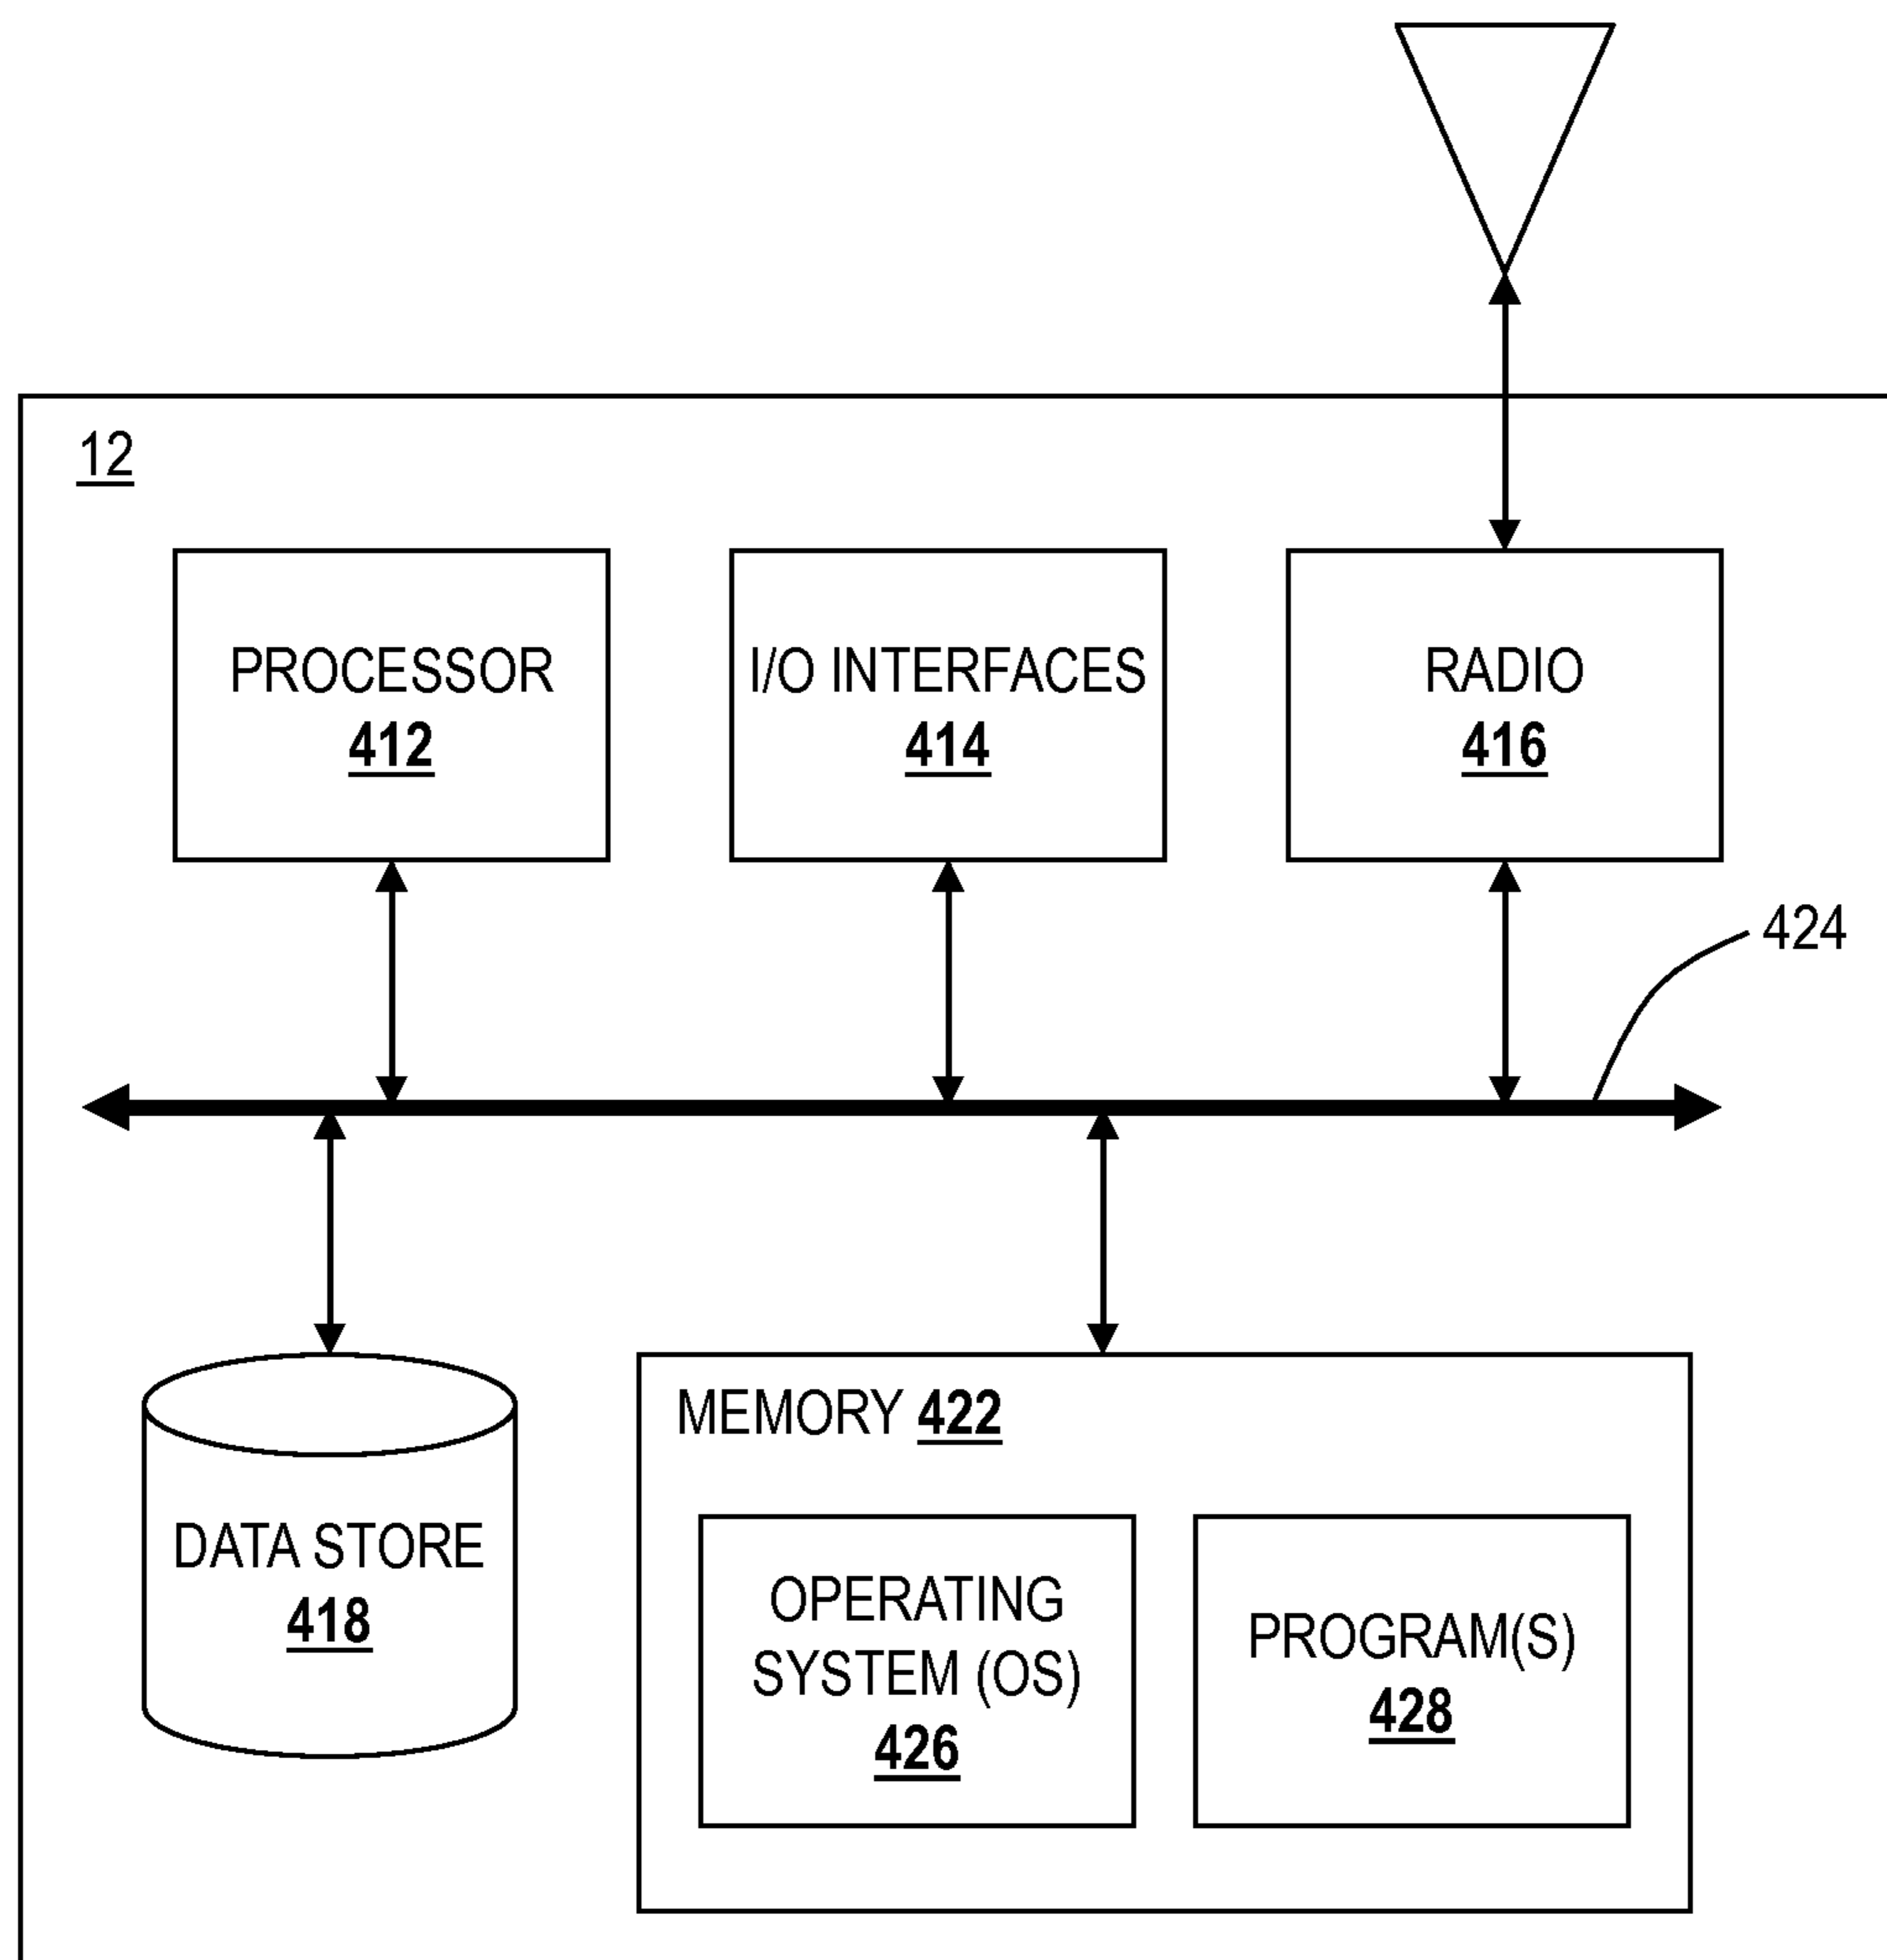 12
PROCESSOR
412
I/O INTERFACES
414
RADIO
416
424
DATA STORE
418
MEMORY 422
OPERATING
SYSTEM (OS)
426
PROGRAM(S)
428